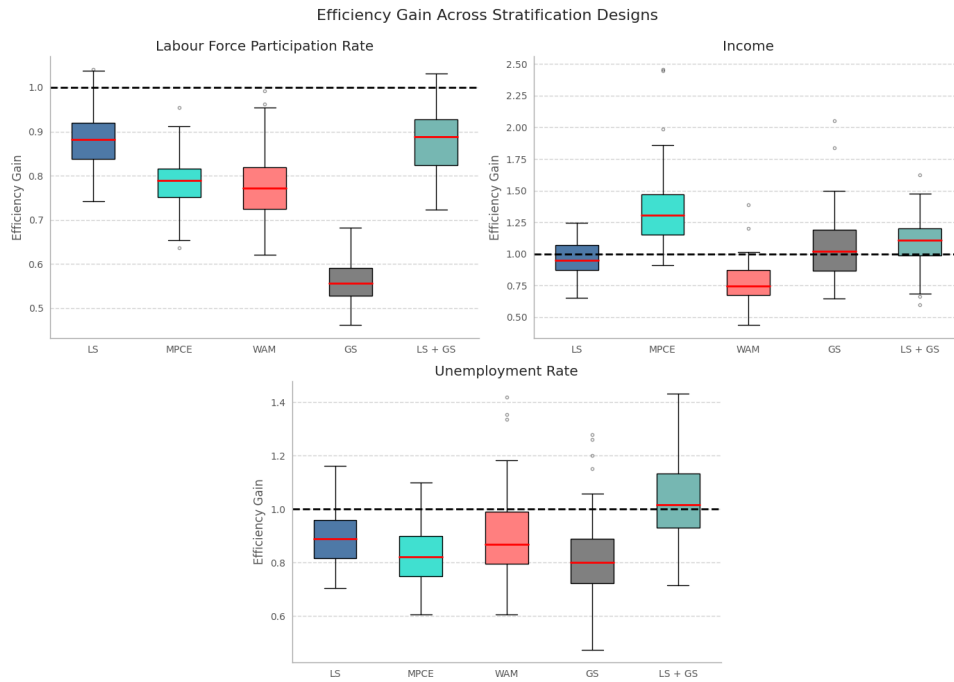 Efficiency Gain Across Stratification Designs
Labour Force Participation Rate
Efficiency Gain
1.0
0.9
0.8
0.7
0.6
0.5
LS MPCE WAM GS LS + GS
Income
Efficiency Gain
2.50
2.25
2.00
1.75
1.50
1.25
1.00
0.75
0.50
LS MPCE WAM GS LS + GS
Unemployment Rate
Efficiency Gain
1.4
1.2
1.0
0.8
0.6
LS MPCE WAM GS LS + GS